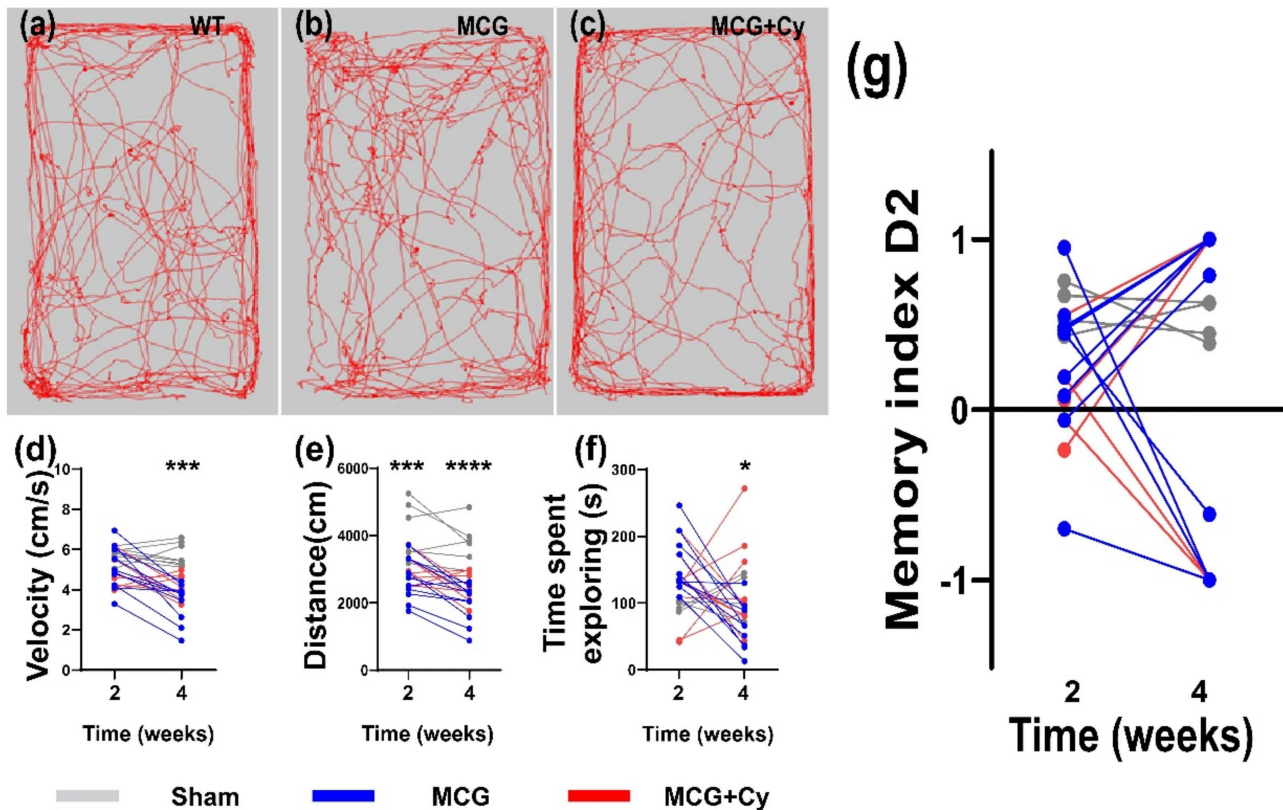 (a) WT
(b) MCG
(c) MCG+Cy
(g)
Memory index D2
1
0
-1
2 4
Time (weeks)
(d)
***
Velocity (cm/s)
10
8
6
4
2
0
2 4
Time (weeks)
(e)
*** ****
Distance(cm)
6000
4000
2000
0
2 4
Time (weeks)
(f)
*
Time spent
exploring (s)
300
200
100
0
2 4
Time (weeks)
Sham MCG MCG+Cy